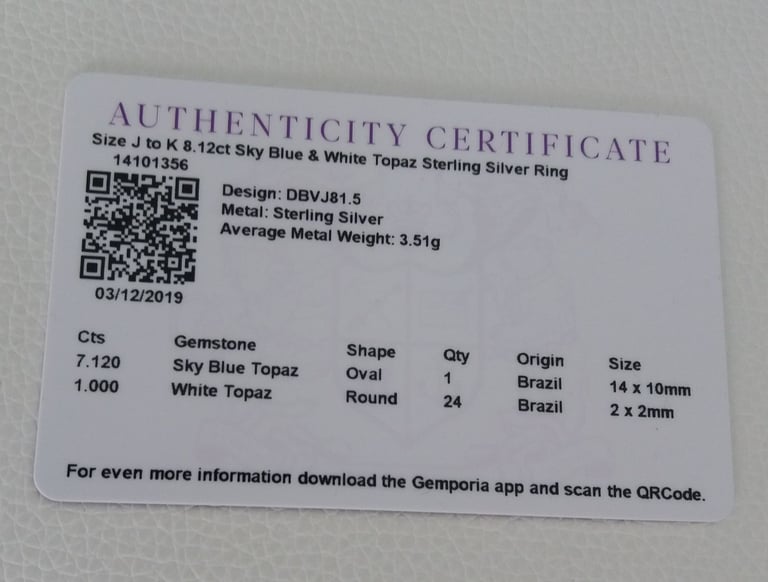 AUTHENTICITY CERTIFICATE
Size J to K 8.12ct Sky Blue & White Topaz Sterling Silver Ring
14101356
Design: DBVJ81.5
Metal: Sterling Silver
Average Metal Weight: 3.51g
03/12/2019
Cts Gemstone Shape Qty Origin Size
7.120 Sky Blue Topaz Oval 1 Brazil 14 x 10mm
1.000 White Topaz Round 24 Brazil 2 x 2mm
For even more information download the Gemporia app and scan the QRCode.